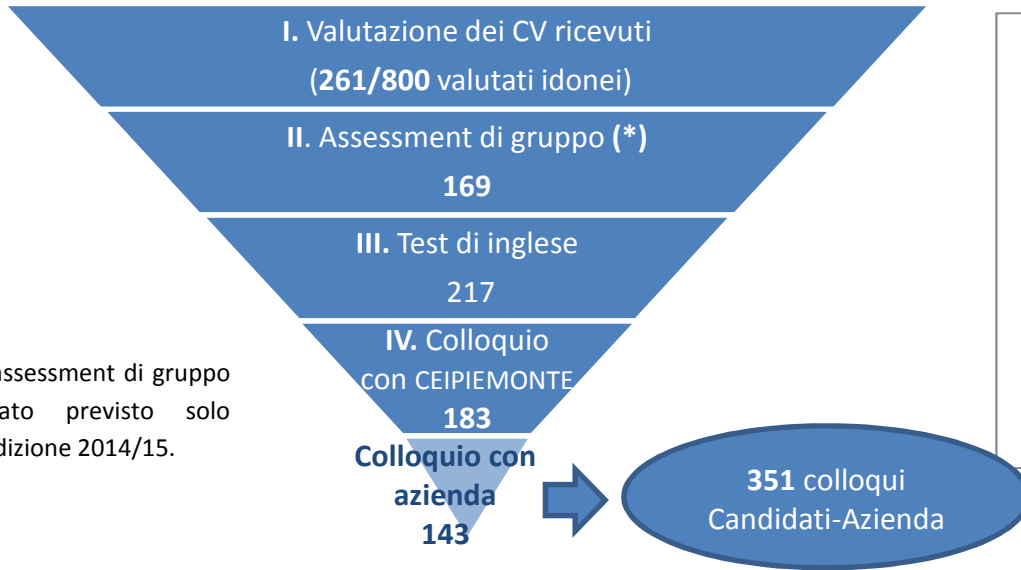 I. Valutazione dei CV ricevuti
(261/800 valutati idonei)
II. Assessment di gruppo (*)
169
III. Test di inglese
217
IV. Colloquio
con CEIPIEMONTE
183
assessment di gruppo
ato previsto solo
dizione 2014/15.
Colloquio con
azienda
143
351 colloqui
Candidati-Azienda